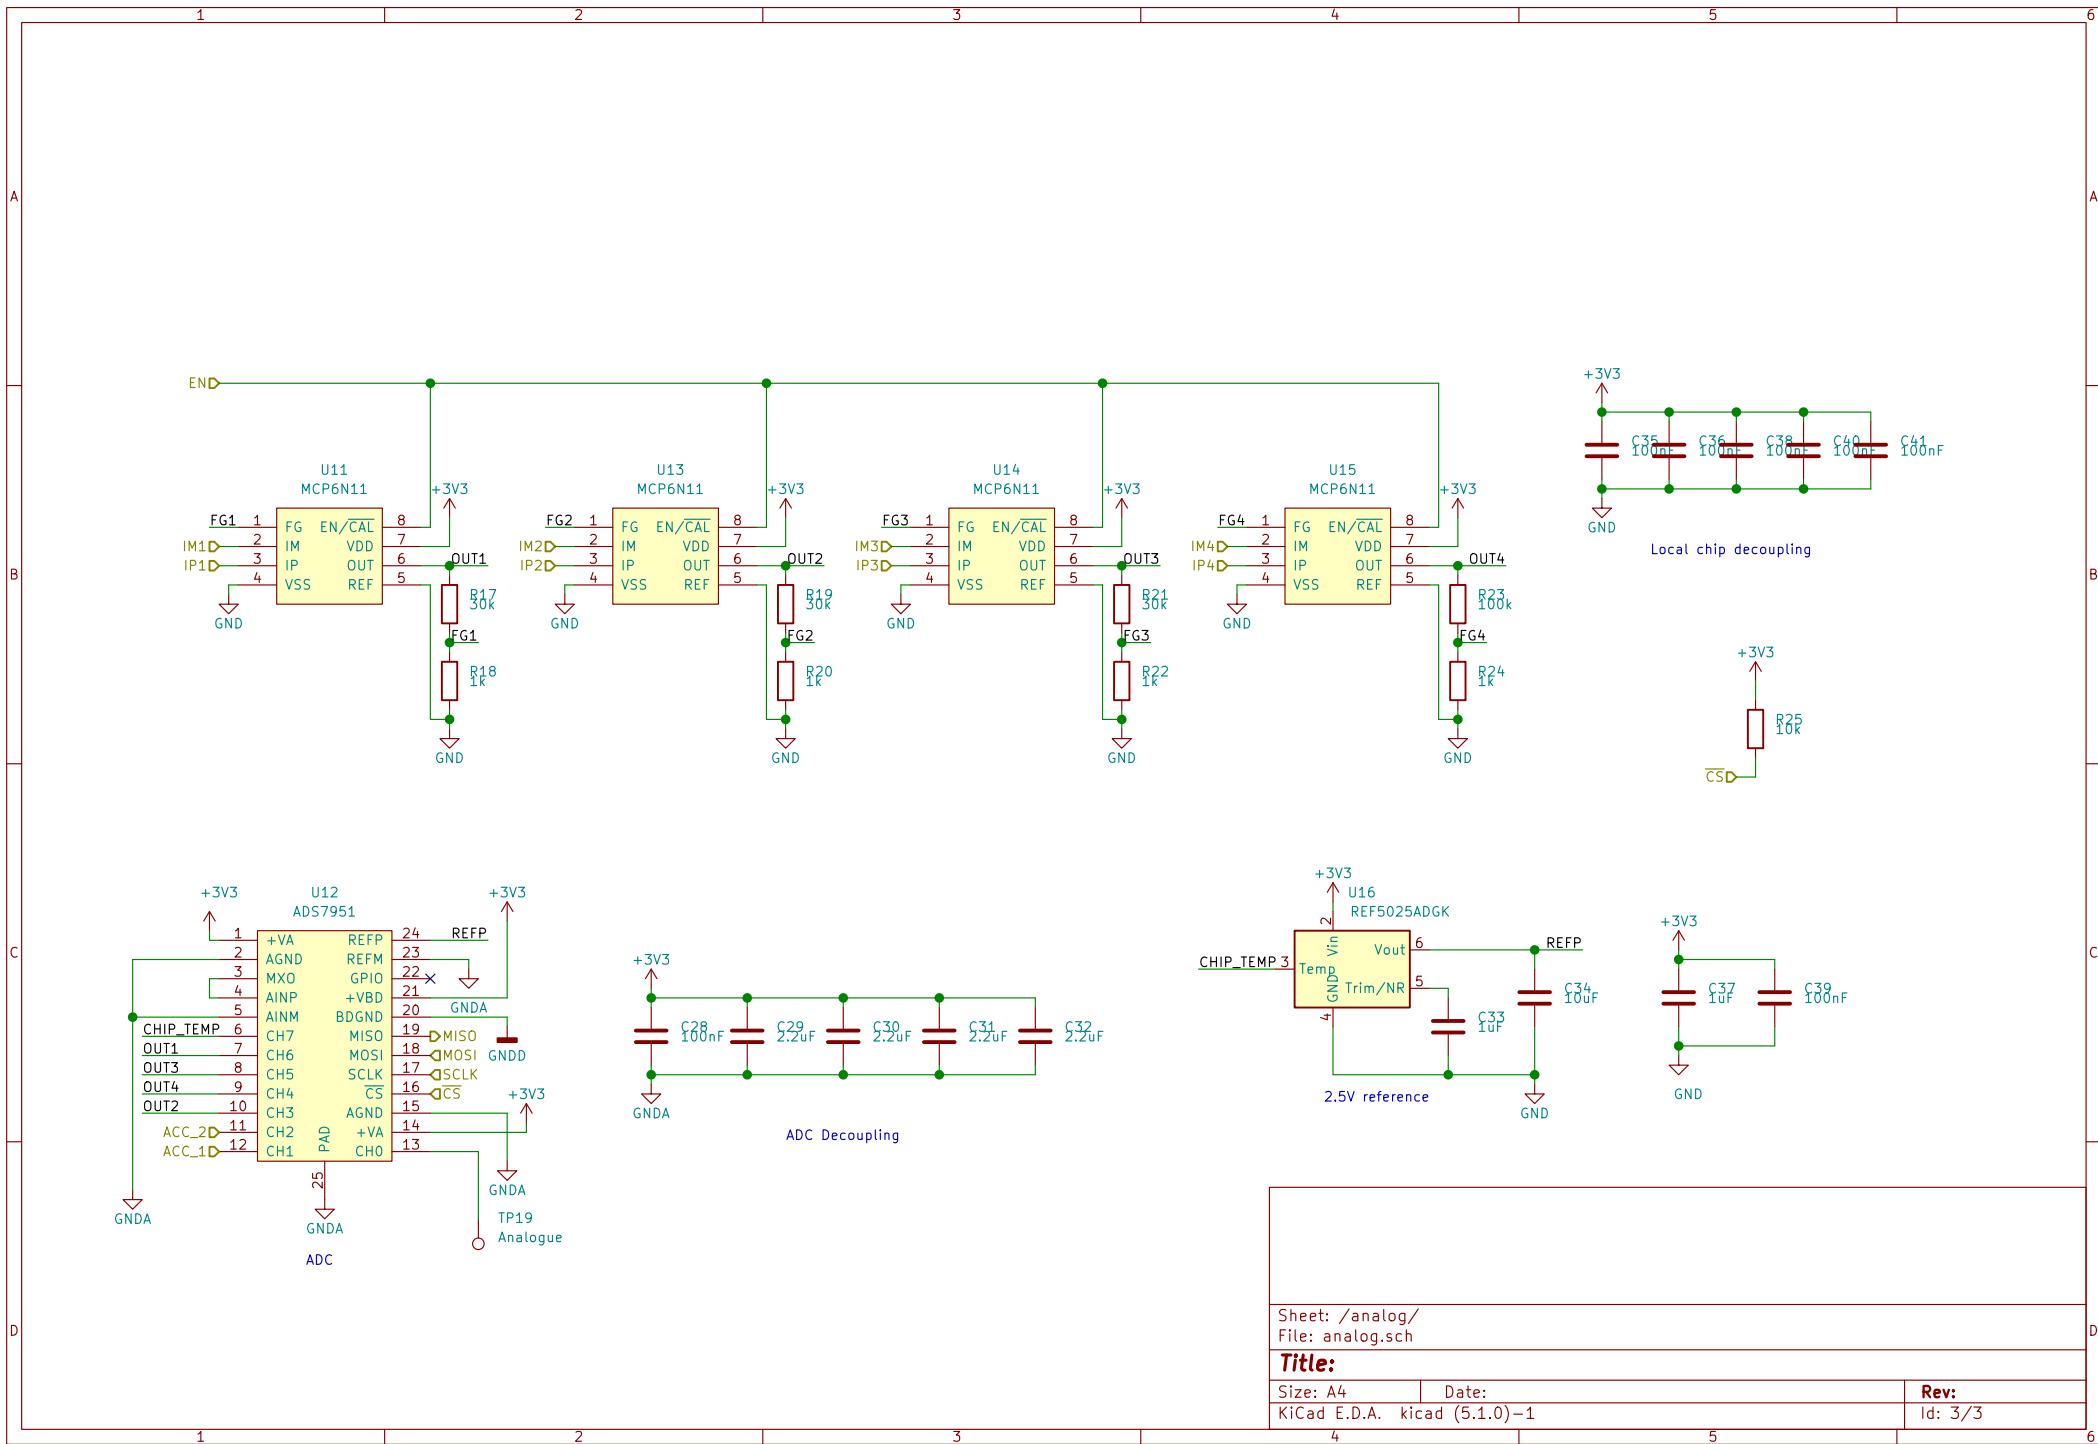 1 2 3 4 5 6
A A
EN
+3V3
C35 C36 C38 C40 C41
100nF 100nF 100nF 100nF 100nF
GND
Local chip decoupling
U11 U13 U14 U15
MCP6N11 +3V3 MCP6N11 +3V3 MCP6N11 +3V3 MCP6N11 +3V3
FG1 1 FG EN/CAL 8 FG2 1 FG EN/CAL 8 FG3 1 FG EN/CAL 8 FG4 1 FG EN/CAL 8
IM1 2 IM VDD 7 IM2 2 IM VDD 7 IM3 2 IM VDD 7 IM4 2 IM VDD 7
IP1 3 IP OUT 6 OUT1 IP2 3 IP OUT 6 OUT2 IP3 3 IP OUT 6 OUT3 IP4 3 IP OUT 6 OUT4
4 VSS REF 5 4 VSS REF 5 4 VSS REF 5 4 VSS REF 5
B B
R17 R19 R21 R23
30k 30k 30k 100k
GND GND GND GND
FG1 FG2 FG3 FG4
R18 R20 R22 R24
1k 1k 1k 1k
GND GND GND GND
+3V3
R25
10k
CS
+3V3 U12 +3V3
ADS7951
1 +VA REFP 24 REFP
2 AGND REFM 23
3 MXO GPIO 22
4 AINP +VBD 21 GNDA
5 AINM BDGND 20
CHIP_TEMP 6 CH7 MISO 19 MISO
OUT1 7 CH6 MOSI 18 MOSI GNDD
OUT3 8 CH5 SCLK 17 SCLK
OUT4 9 CH4 CS 16 CS +3V3
OUT2 10 CH3 AGND 15
ACC_2 11 CH2 +VA 14
ACC_1 12 CH1 CH0 13
PAD
25
GNDA GNDA GNDA
TP19
Analogue
ADC
+3V3
C28 C29 C30 C31 C32
100nF 2.2uF 2.2uF 2.2uF 2.2uF
GNDA
ADC Decoupling
+3V3
U16
REF5025ADGK
2 Vin
Vout 6 REFP
CHIP_TEMP 3 Temp
GND 4
Trim/NR 5
C34
10uF
C33
1uF
2.5V reference
GND
+3V3
C37 C39
1uF 100nF
GND
C C
D D
Sheet: /analog/
File: analog.sch
Title:
Size: A4 Date: Rev:
KiCad E.D.A. kicad (5.1.0)-1 Id: 3/3
1 2 3 4 5 6